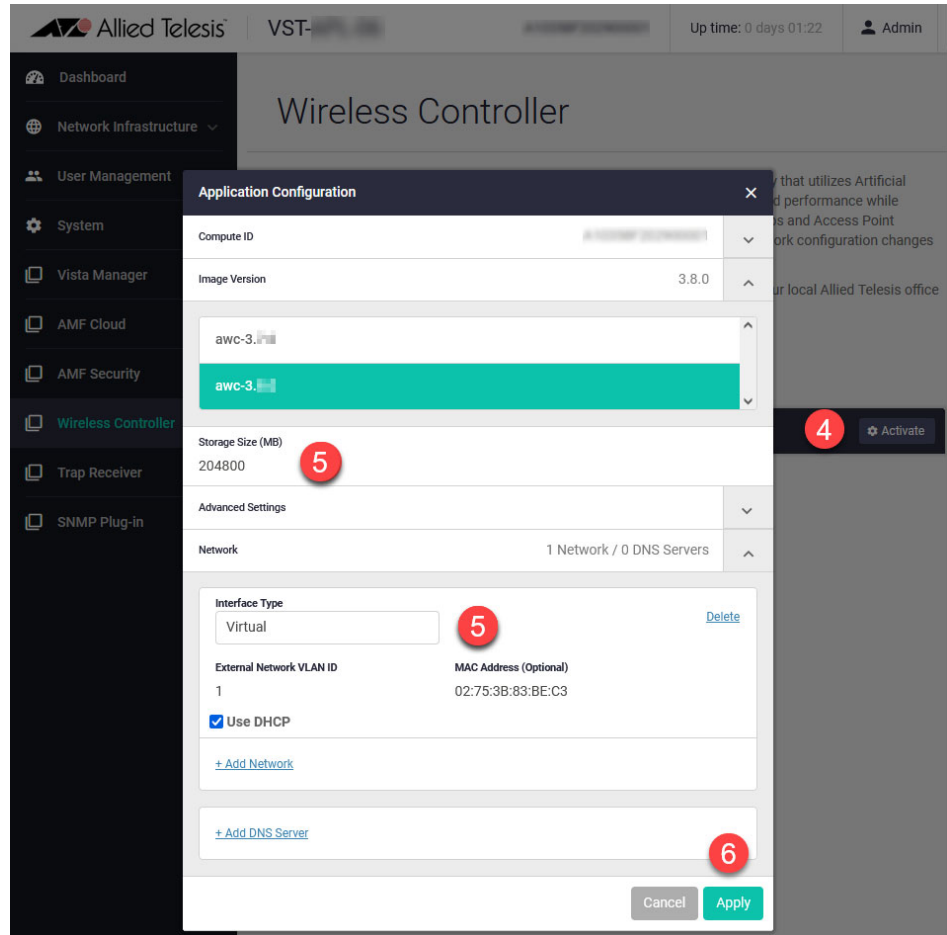 Allied Telesis
VST-
Up time: 0 days 01:22
Admin
Dashboard
Network Infrastructure
User Management
System
Vista Manager
AMF Cloud
AMF Security
Wireless Controller
Trap Receiver
SNMP Plug-in
Wireless Controller
that utilizes Artificial
performance while
and Access Point
configuration changes
local Allied Telesis office
4
Activate
Application Configuration
Compute ID
Image Version 3.8.0
awc-3.
awc-3.
Storage Size (MB)
204800
5
Advanced Settings
Network 1 Network / 0 DNS Servers
Interface Type
Virtual
5
Delete
External Network VLAN ID MAC Address (Optional)
1 02:75:3B:83:BE:C3
Use DHCP
+ Add Network
+ Add DNS Server
6
Cancel Apply